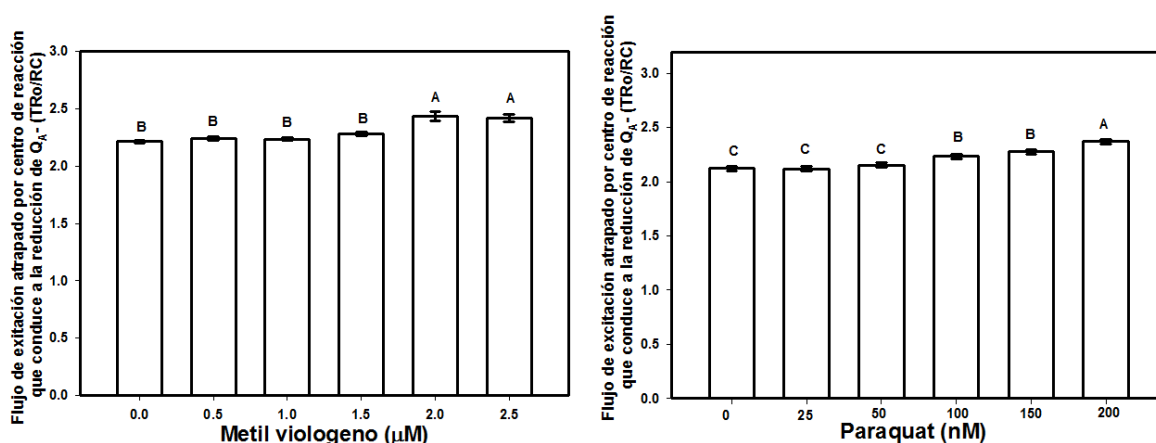 Flujo de exitación atrapado por centro de reacción
que conduce a la reducción de QA- (TRo/RC)
3.0
2.5
2.0
1.5
1.0
0.5
0.0
B
B
B
B
A
A
0.0 0.5 1.0 1.5 2.0 2.5
Metil viologeno (μM)
Flujo de excitación atrapado por centro de reacción
que conduce a la reducción de QA- (TRo/RC)
3.0
2.5
2.0
1.5
1.0
0.5
0.0
C
C
C
B
B
A
0 25 50 100 150 200
Paraquat (nM)